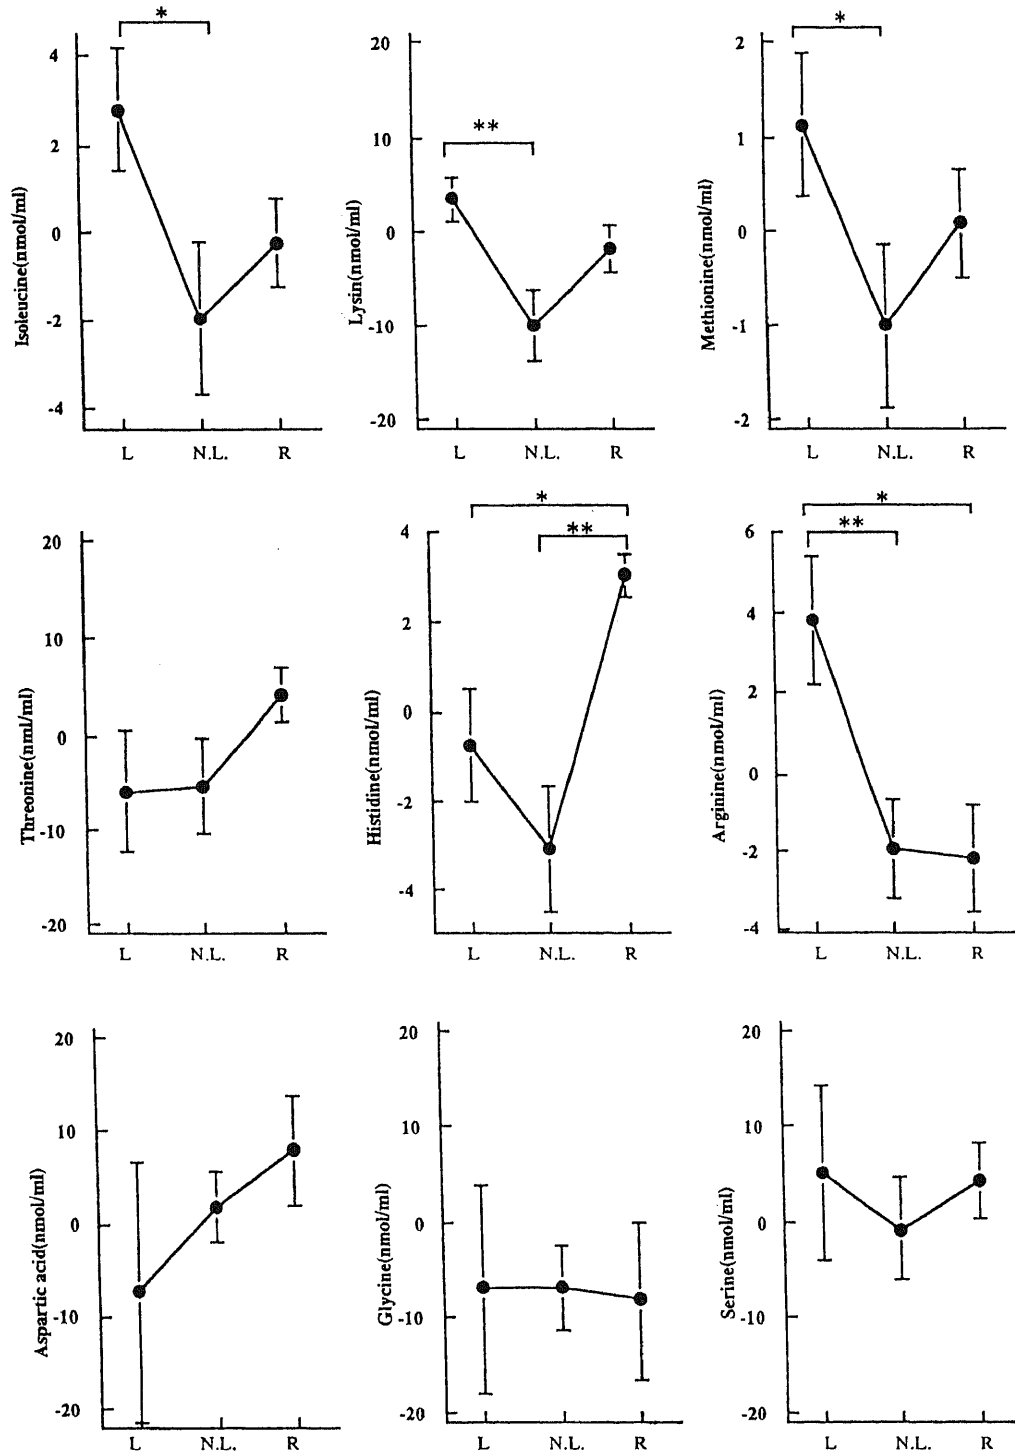 *
4
2
0
-2
-4
Isoleucine(nmol/ml)
L N.L. R
**
20
10
0
-10
-20
Lysin(nmol/ml)
L N.L. R
*
2
1
0
-1
-2
Methionine(nmol/ml)
L N.L. R
20
10
0
-10
-20
Threonine(nml/ml)
L N.L. R
*
**
4
2
0
-2
-4
Histidine(nmol/ml)
L N.L. R
*
**
6
4
2
0
-2
-4
Arginine(nmol/ml)
L N.L. R
20
10
0
-10
-20
Aspartic acid(nmol/ml)
L N.L. R
20
10
0
-10
-20
Glycine(nmol/ml)
L N.L. R
20
10
0
-10
-20
Serine(nmol/ml)
L N.L. R